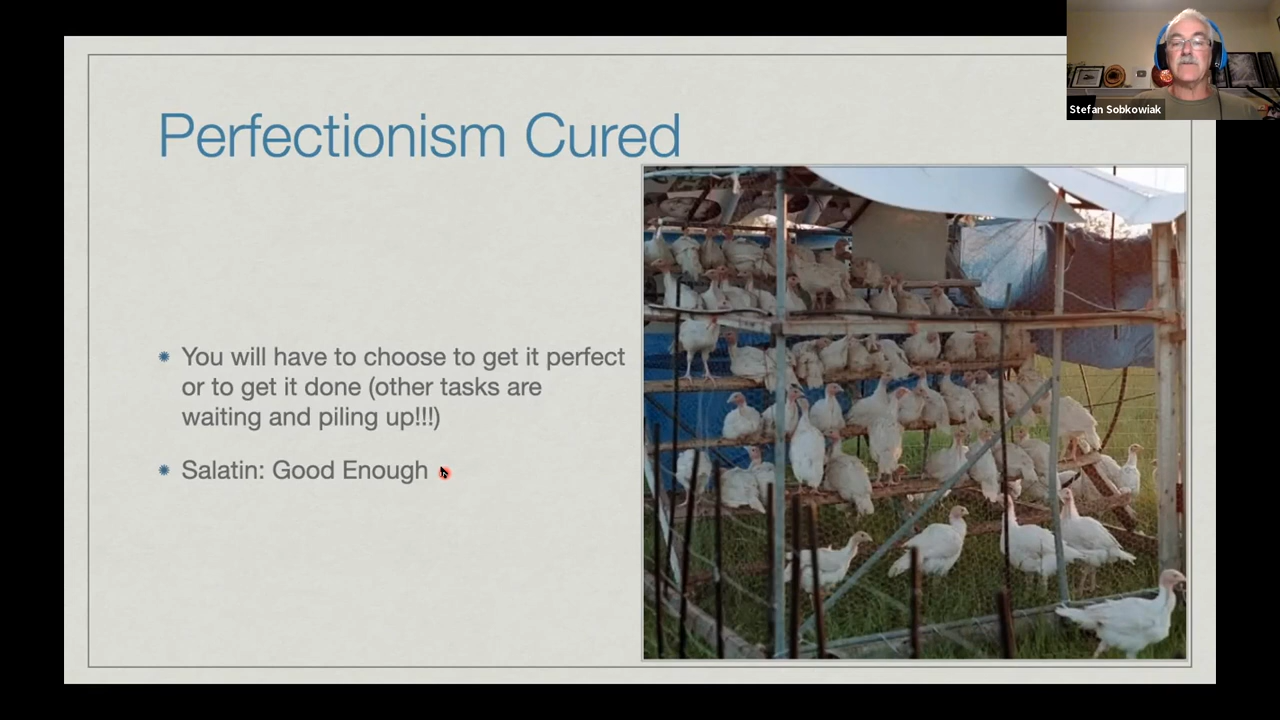 Stefan Sobkowiak
Perfectionism Cured
You will have to choose to get it perfect
or to get it done (other tasks are
waiting and piling up!!!)
Salatin: Good Enough